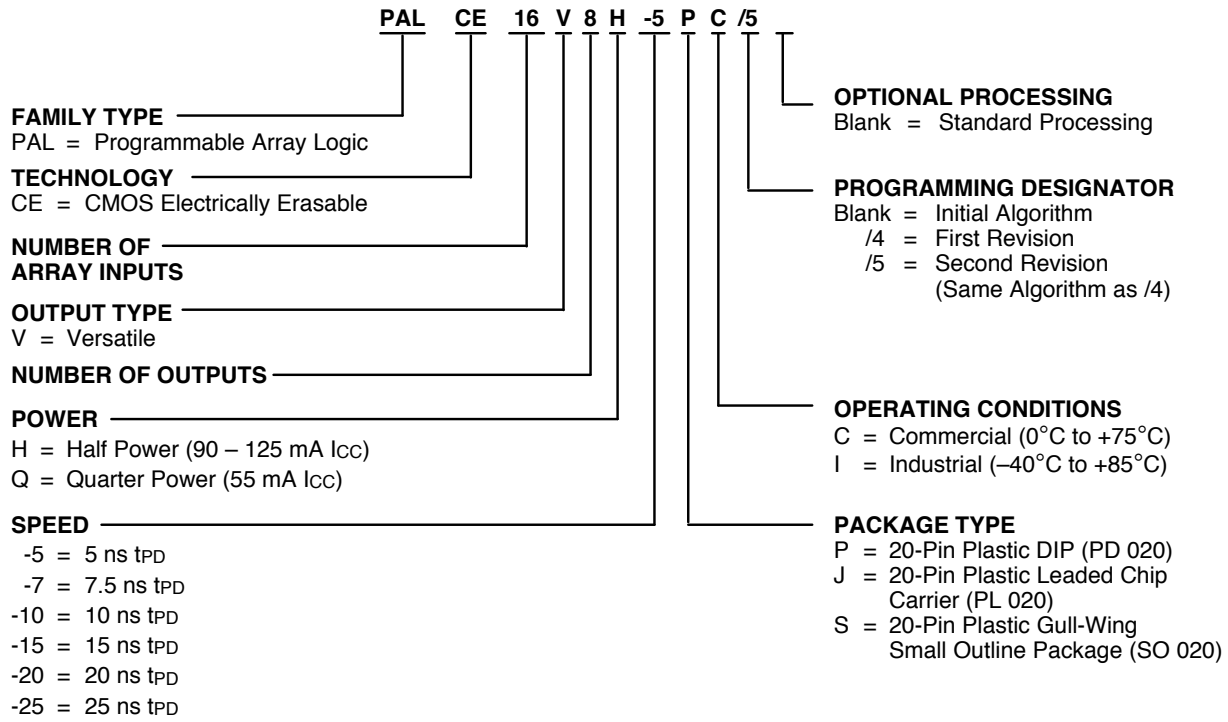 PAL CE 16 V 8 H -5 P C /5
FAMILY TYPE
PAL = Programmable Array Logic
TECHNOLOGY
CE = CMOS Electrically Erasable
NUMBER OF
ARRAY INPUTS
OUTPUT TYPE
V = Versatile
NUMBER OF OUTPUTS
POWER
H = Half Power (90 – 125 mA ICC)
Q = Quarter Power (55 mA ICC)
SPEED
-5 = 5 ns tPD
-7 = 7.5 ns tPD
-10 = 10 ns tPD
-15 = 15 ns tPD
-20 = 20 ns tPD
-25 = 25 ns tPD
OPTIONAL PROCESSING
Blank = Standard Processing
PROGRAMMING DESIGNATOR
Blank = Initial Algorithm
/4 = First Revision
/5 = Second Revision
(Same Algorithm as /4)
OPERATING CONDITIONS
C = Commercial (0°C to +75°C)
I = Industrial (–40°C to +85°C)
PACKAGE TYPE
P = 20-Pin Plastic DIP (PD 020)
J = 20-Pin Plastic Leaded Chip
Carrier (PL 020)
S = 20-Pin Plastic Gull-Wing
Small Outline Package (SO 020)